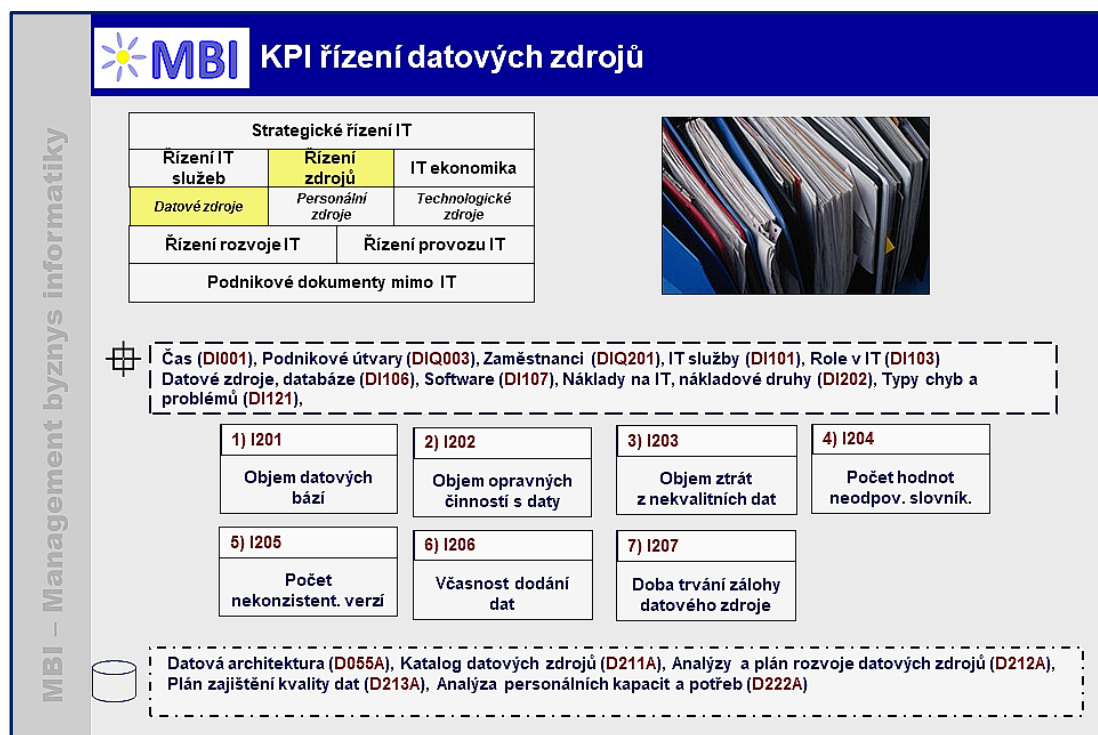 MBI KPI řízení datových zdrojů
MBI – Management byznys informatiky
Strategické řízení IT
Řízení IT služeb
Řízení zdrojů
IT ekonomika
Datové zdroje
Personální zdroje
Technologické zdroje
Řízení rozvoje IT
Řízení provozu IT
Podnikové dokumenty mimo IT
Čas (DI001), Podnikové útvary (DIQ003), Zaměstnanci (DIQ201), IT služby (DI101), Role v IT (DI103)
Datové zdroje, databáze (DI106), Software (DI107), Náklady na IT, nákladové druhy (DI202), Typy chyb a
problémů (DI121),
1) I201
Objem datových
bází
2) I202
Objem opravných
činností s daty
3) I203
Objem ztrát
z nekvalitních dat
4) I204
Počet hodnot
neodpov. slovník.
5) I205
Počet
nekonzistent. verzí
6) I206
Včasnost dodání
dat
7) I207
Doba trvání zálohy
datového zdroje
Datová architektura (D055A), Katalog datových zdrojů (D211A), Analýzy a plán rozvoje datových zdrojů (D212A),
Plán zajištění kvality dat (D213A), Analýza personálních kapacit a potřeb (D222A)